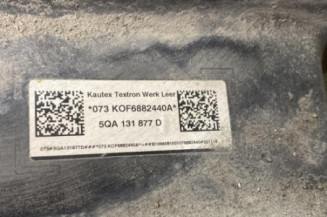 Kautex Textron Werk Leer
*073 KOF6882440A*
5QA 131 877 D